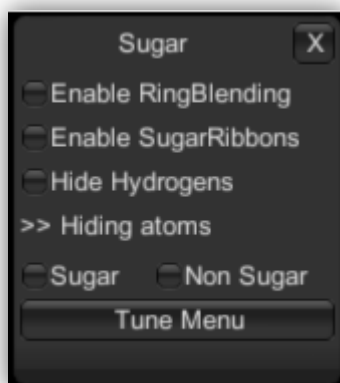 Sugar X
Enable RingBlending
Enable SugarRibbons
Hide Hydrogens
>> Hiding atoms
Sugar Non Sugar
Tune Menu